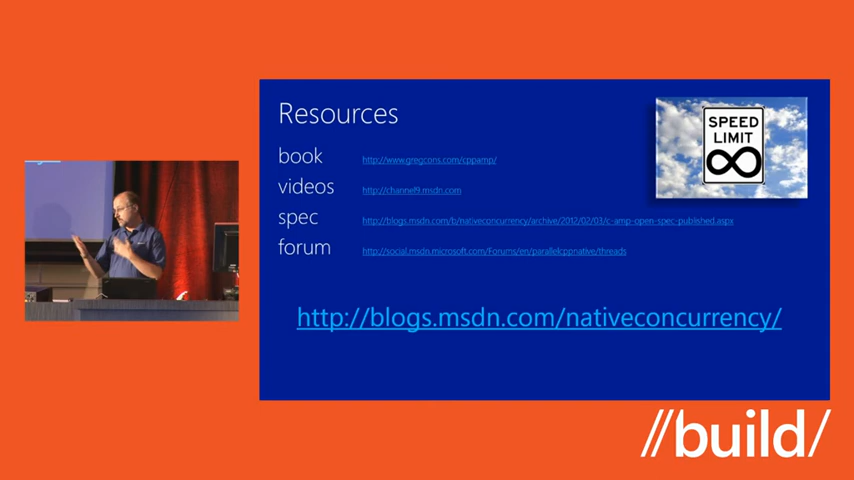 Resources
book http://www.gregcons.com/cppamp/
videos http://channel9.msdn.com
spec http://blogs.msdn.com/b/nativeconcurrency/archive/2012/02/03/c-amp-open-spec-published.aspx
forum http://social.msdn.microsoft.com/Forums/en/parallelcppnative/threads
http://blogs.msdn.com/nativeconcurrency/
SPEED
LIMIT
∞
//build/